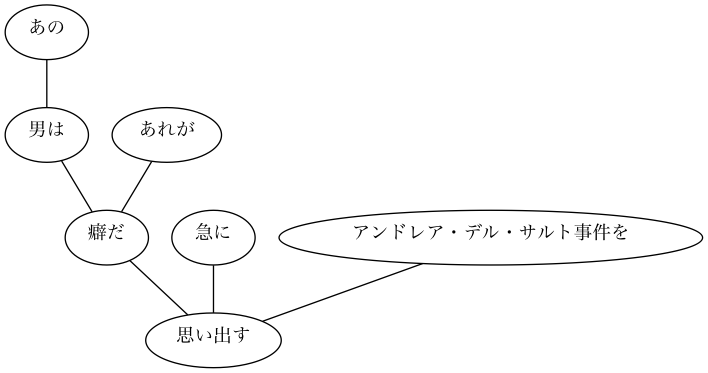 あの
男は
あれが
癖だ
急に
アンドレア・デル・サルト事件を
思い出す